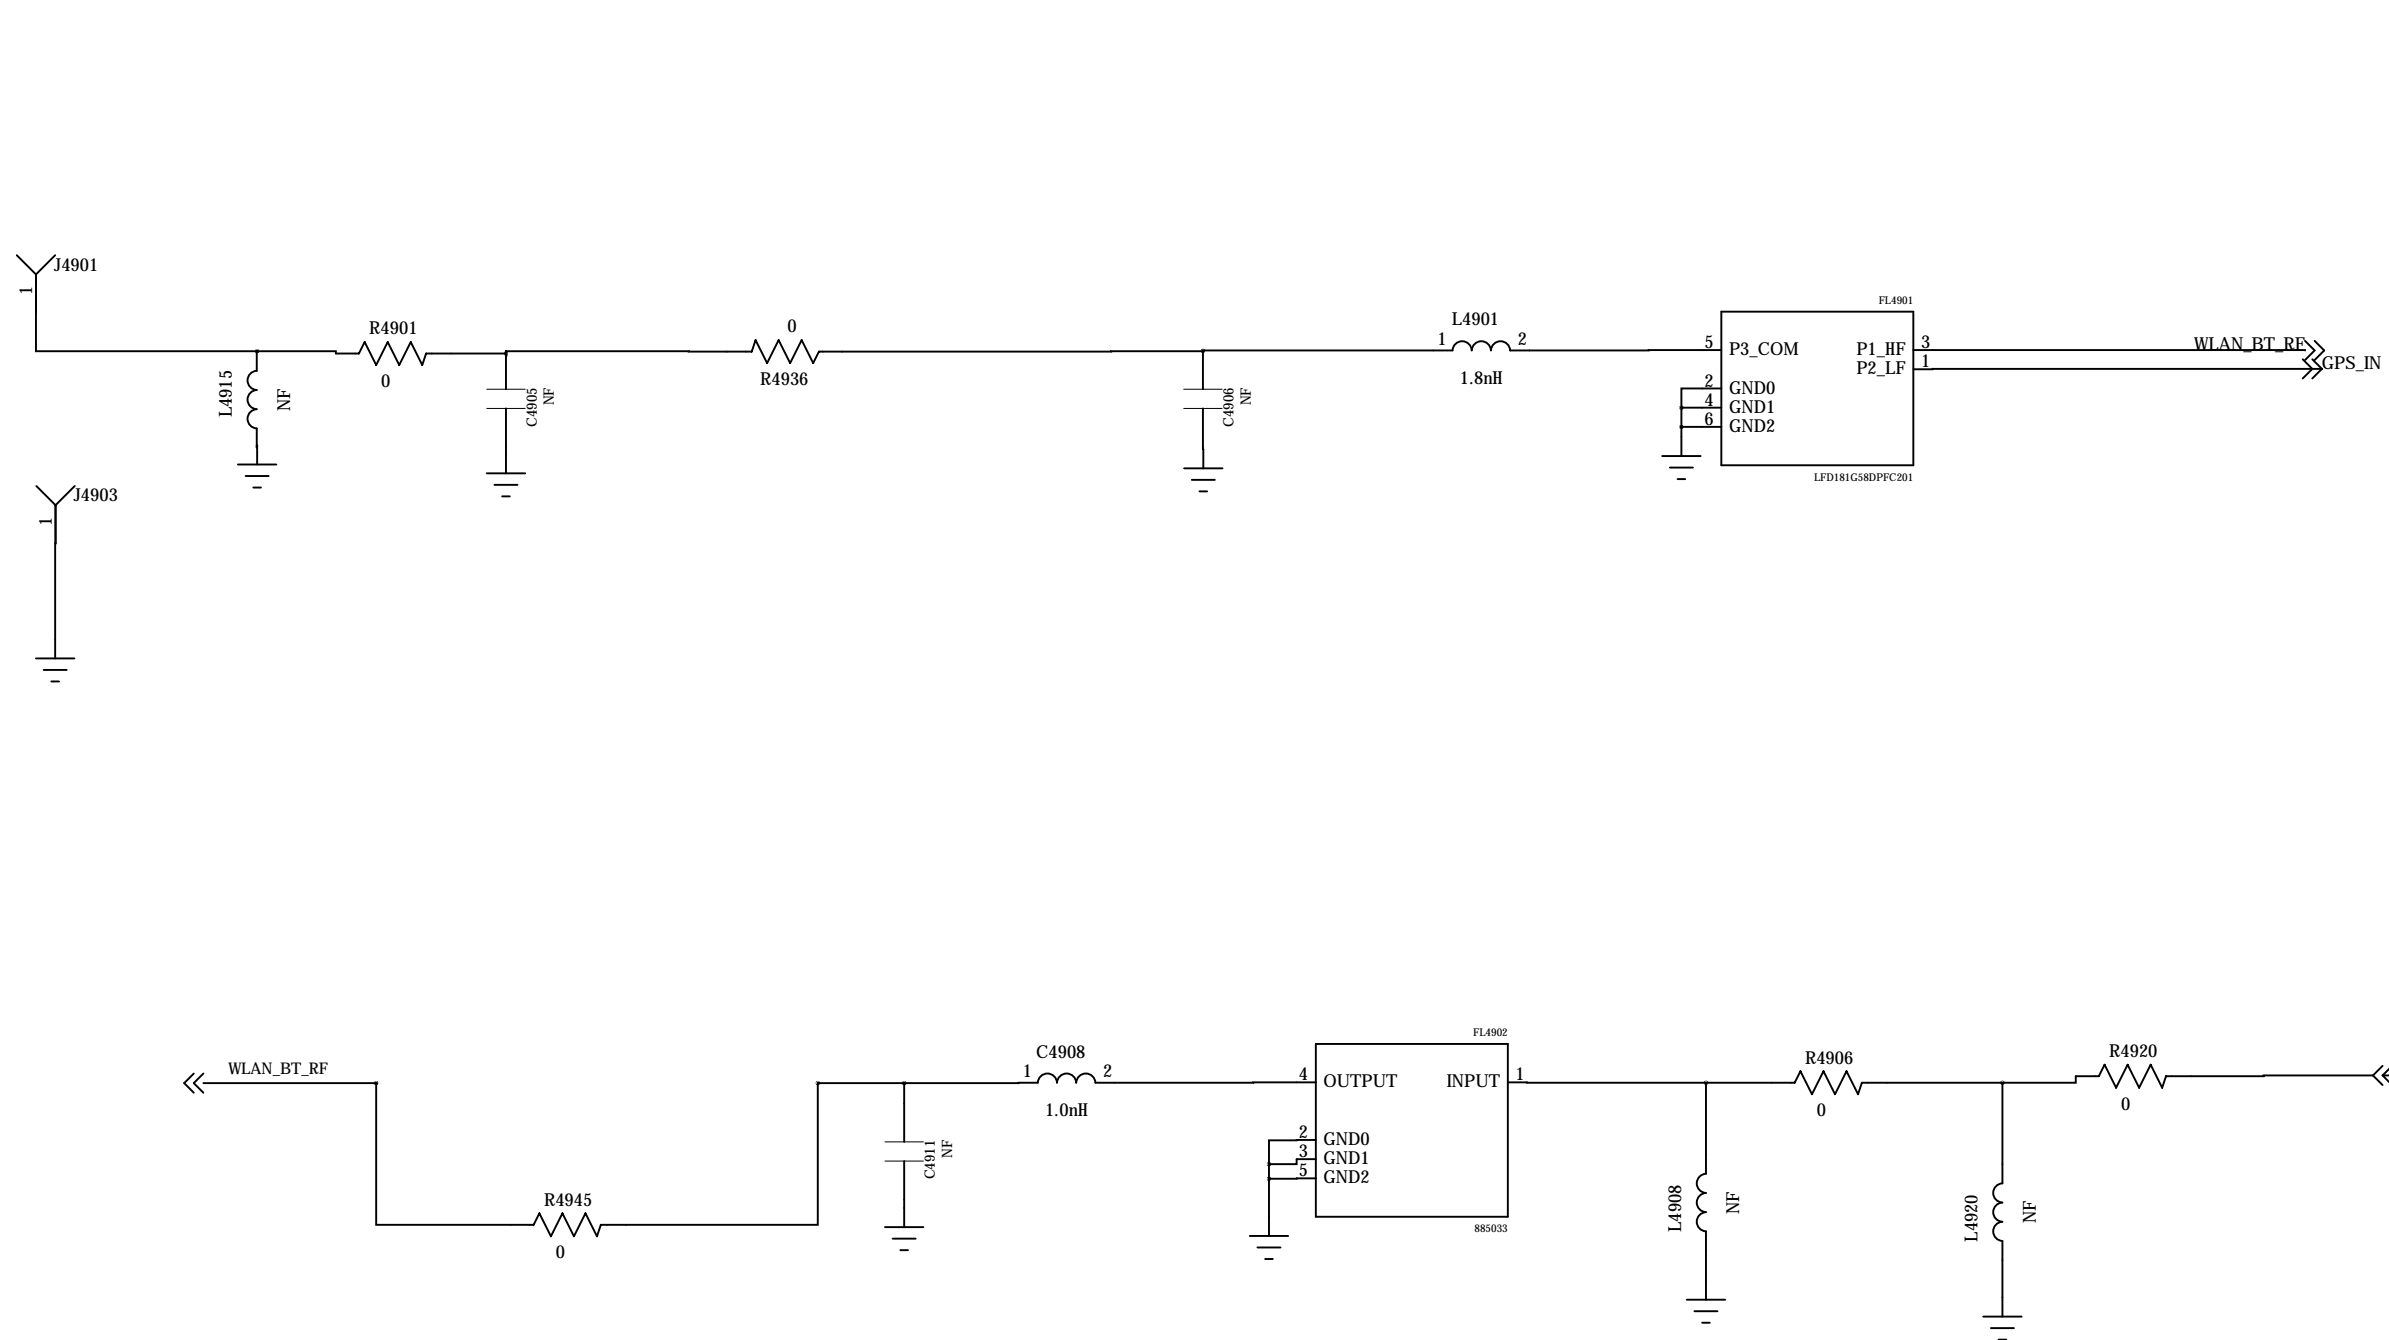 J4901
1
R4901
0
L4915
NF
C4905
NF
0
R4936
C4906
NF
L4901
1
2
1.8nH
FL4901
5
P3_COM
P1_HF
3
P2_LF
1
2
GND0
4
GND1
6
GND2
LFD181G58DPFC201
WLAN_BT_RF
GPS_IN
J4903
1
WLAN_BT_RF
R4945
0
C4911
NF
C4908
1
2
1.0nH
FL4902
4
OUTPUT
INPUT
1
2
GND0
3
GND1
5
GND2
885033
L4908
NF
R4906
0
L4920
NF
R4920
0